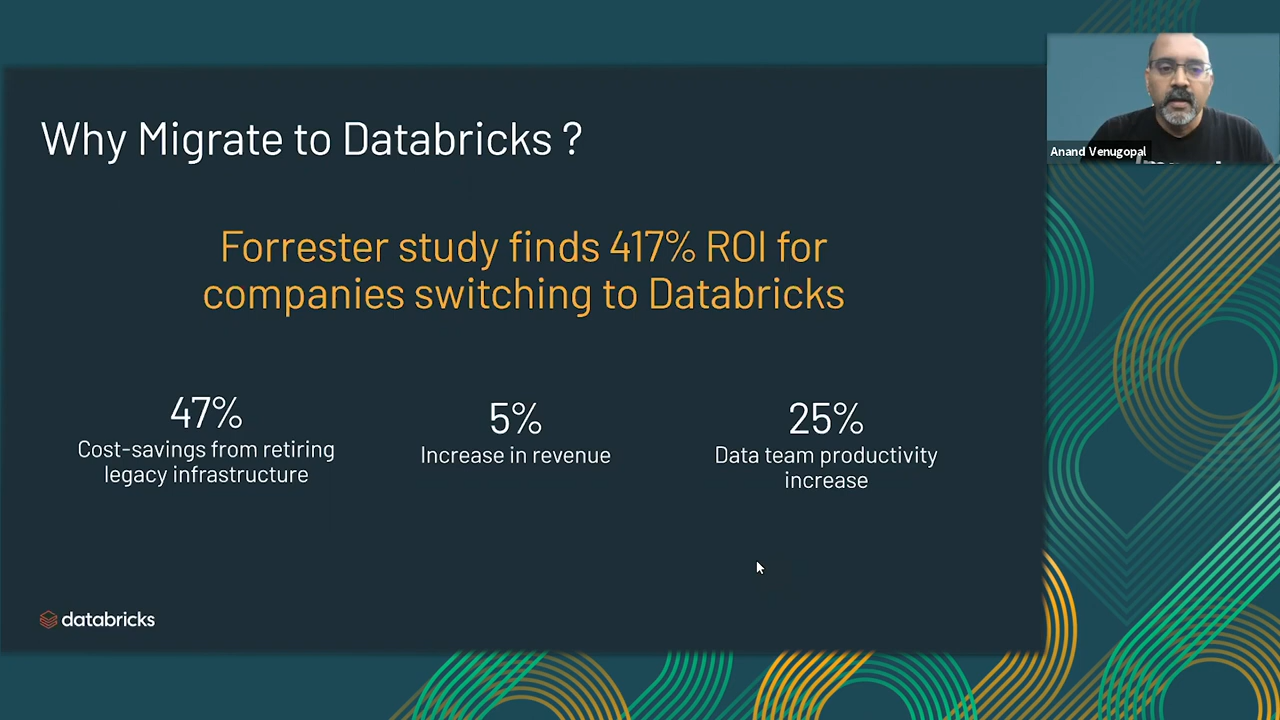 Why Migrate to Databricks ?
Forrester study finds 417% ROI for
companies switching to Databricks
47%
Cost-savings from retiring
legacy infrastructure
5%
Increase in revenue
25%
Data team productivity
increase
databricks
Anand Venugopal